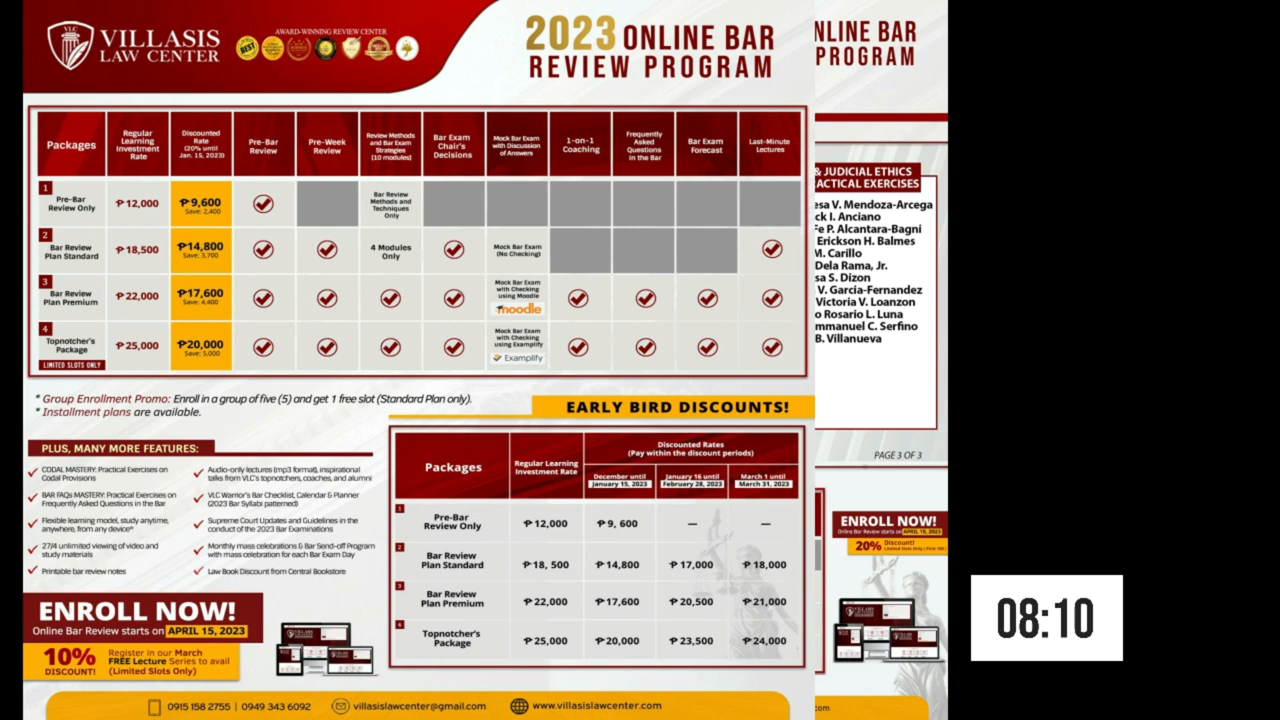 VLC
VILLASIS
LAW CENTER
AWARD-WINNING REVIEW CENTER
BEST
2023 ONLINE BAR
REVIEW PROGRAM
Packages
Regular
Learning
Investment
Rate
Discounted
Rate
(20% until
Jan. 15, 2023)
Pre-Bar
Review
Pre-Week
Review
Review Methods
and Bar Exam
Strategies
(10 modules)
Bar Exam
Chair's
Decisions
Mock Bar Exam
with Discussion
of Answers
1-on-1
Coaching
Frequently
Asked
Questions
in the Bar
Bar Exam
Forecast
Last-Minute
Lectures
1
Pre-Bar
Review Only
₱ 12,000
₱9,600
Save: 2,400
Bar Review
Methods and
Techniques
Only
2
Bar Review
Plan Standard
₱ 18,500
₱14,800
Save: 3,700
4 Modules
Only
Mock Bar Exam
(No Checking)
3
Bar Review
Plan Premium
₱ 22,000
₱17,600
Save: 4,400
Mock Bar Exam
with Checking
using Moodle
moodle
4
Topnotcher's
Package
LIMITED SLOTS ONLY
₱ 25,000
₱20,000
Save: 5,000
Mock Bar Exam
with Checking
using Examplify
Examplify
* Group Enrollment Promo: Enroll in a group of five (5) and get 1 free slot (Standard Plan only).
* Installment plans are available.
PLUS, MANY MORE FEATURES:
CODAL MASTERY: Practical Exercises on
Codal Provisions
BAR FAQs MASTERY: Practical Exercises on
Frequently Asked Questions in the Bar
Flexible learning model, study anytime,
anywhere, from any device*
27/4 unlimited viewing of video and
study materials
Printable bar review notes
Audio-only lectures (mp3 format), inspirational
talks from VLC's topnotchers, coaches, and alumni
VLC Warrior's Bar Checklist, Calendar & Planner
(2023 Bar Syllabi patterned)
Supreme Court Updates and Guidelines in the
conduct of the 2023 Bar Examinations
Monthly mass celebrations & Bar Send-off Program
with mass celebration for each Bar Exam Day
Law Book Discount from Central Bookstore
EARLY BIRD DISCOUNTS!
Packages
Regular Learning
Investment Rate
Discounted Rates
(Pay within the discount periods)
December until
January 15, 2023
January 16 until
February 28, 2023
March 1 until
March 31, 2023
1
Pre-Bar
Review Only
₱ 12,000
₱ 9, 600
—
—
2
Bar Review
Plan Standard
₱ 18, 500
₱ 14,800
₱ 17,000
₱ 18,000
3
Bar Review
Plan Premium
₱ 22,000
₱ 17,600
₱ 20,500
₱ 21,000
4
Topnotcher's
Package
₱ 25,000
₱ 20,000
₱ 23,500
₱ 24,000
ENROLL NOW!
Online Bar Review starts on APRIL 15, 2023
10%
DISCOUNT!
Register in our March
FREE Lecture Series to avail
(Limited Slots Only)
0915 158 2755 | 0949 343 6092
villasislawcenter@gmail.com
www.villasislawcenter.com
NLINE BAR
PROGRAM
& JUDICIAL ETHICS
ACTICAL EXERCISES
esa V. Mendoza-Arcega
ck I. Anciano
Fe P. Alcantara-Bagni
Erickson H. Balmes
M. Carillo
Dela Rama, Jr.
sa S. Dizon
V. Garcia-Fernandez
Victoria V. Loanzon
o Rosario L. Luna
mmanuel C. Serfino
B. Villanueva
PAGE 3 OF 3
ENROLL NOW!
Online Bar Review starts on APRIL 15, 2023
20% Discount!
VILLASIS
.com
08:10